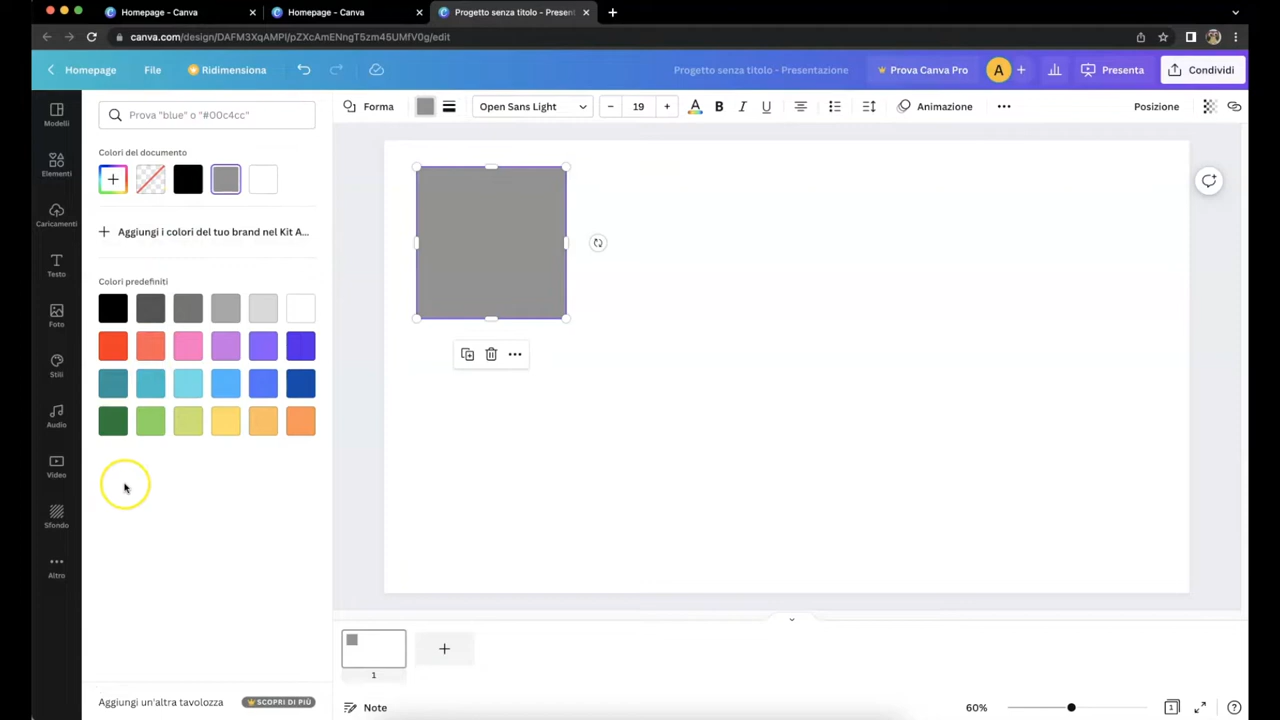 Homepage - Canva
Homepage - Canva
Progetto senza titolo - Present
canva.com/design/DAFM3XqAMPI/pZXcAmENngT5zm45UMfV0g/edit
Homepage
File
Ridimensiona
Progetto senza titolo - Presentazione
Prova Canva Pro
A
Presenta
Condividi
Modelli
Elementi
Caricamenti
Testo
Foto
Stili
Audio
Video
Sfondo
Altro
Prova "blue" o "#00c4cc"
Colori del documento
Aggiungi i colori del tuo brand nel Kit A...
Colori predefiniti
Aggiungi un'altra tavolozza
SCOPRI DI PIÙ
Forma
Open Sans Light
19
A
B
I
U
Animazione
Posizione
1
Note
60%
1